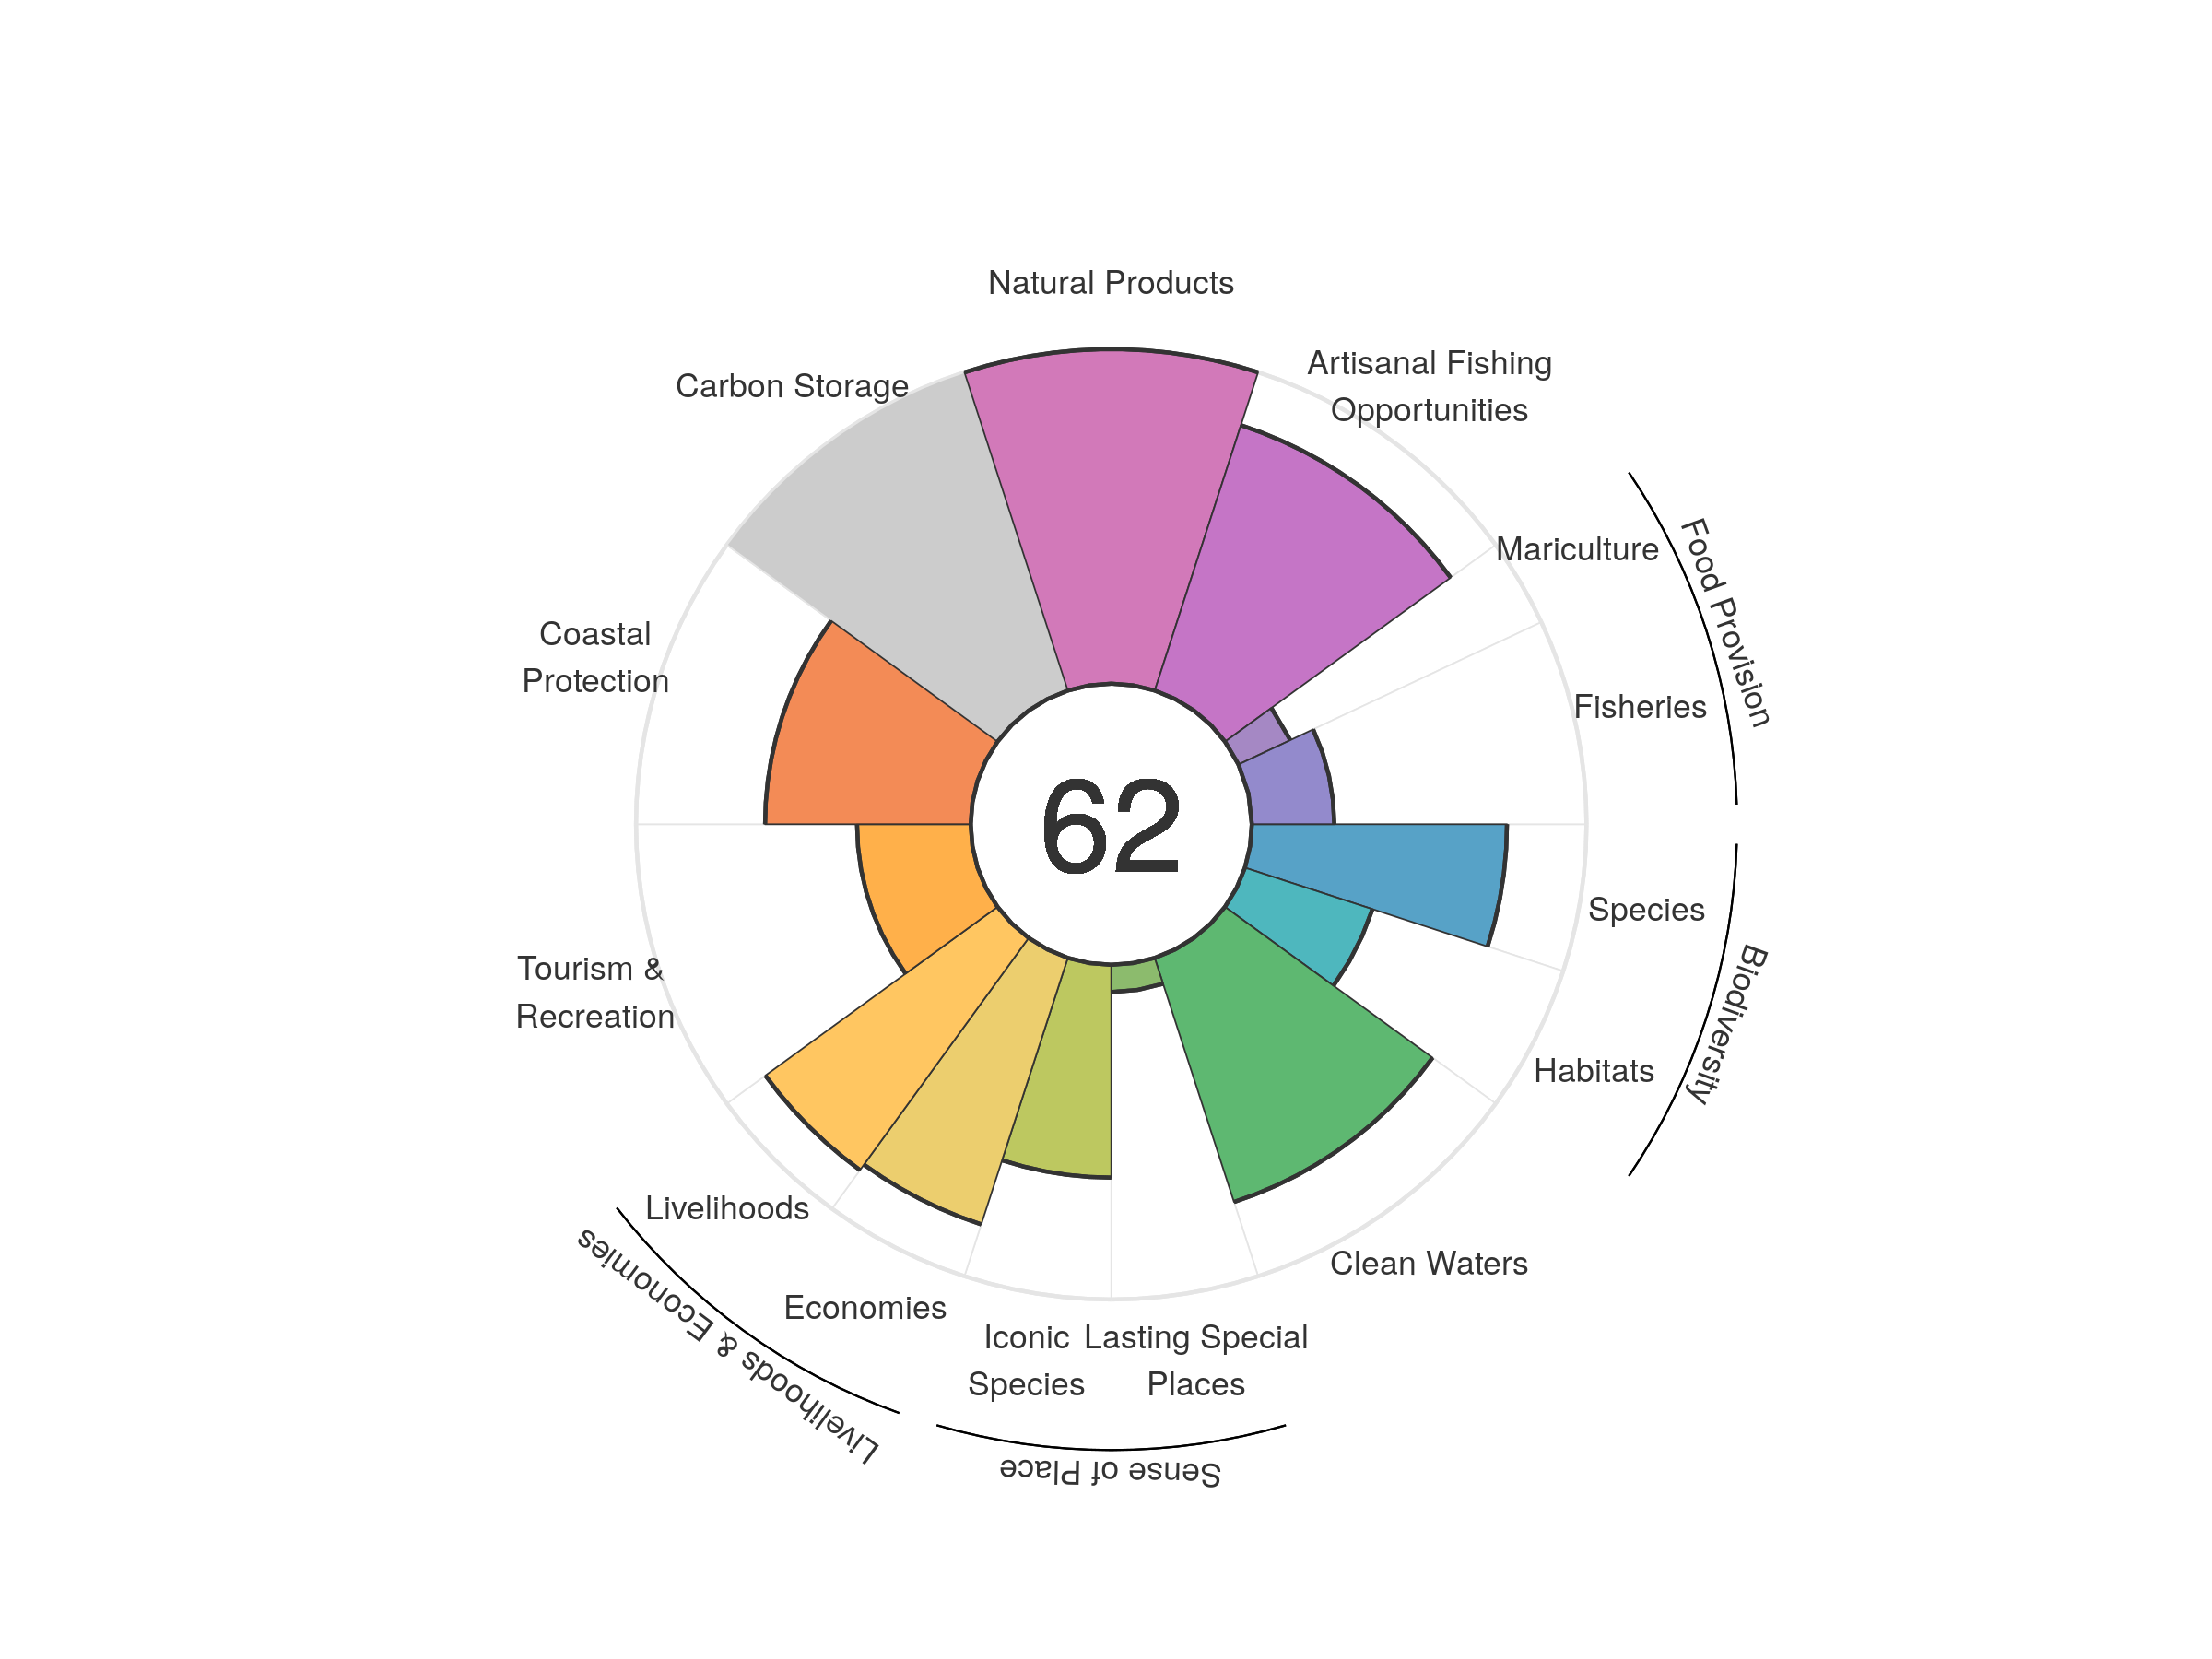 Natural Products
Artisanal Fishing
Opportunities
Carbon Storage
Mariculture
Food Provision
Coastal
Protection
Fisheries
62
Species
Biodiversity
Tourism &
Recreation
Habitats
Livelihoods
Clean Waters
Economies
Livelihoods & Economies
Iconic
Species
Lasting Special
Places
Sense of Place